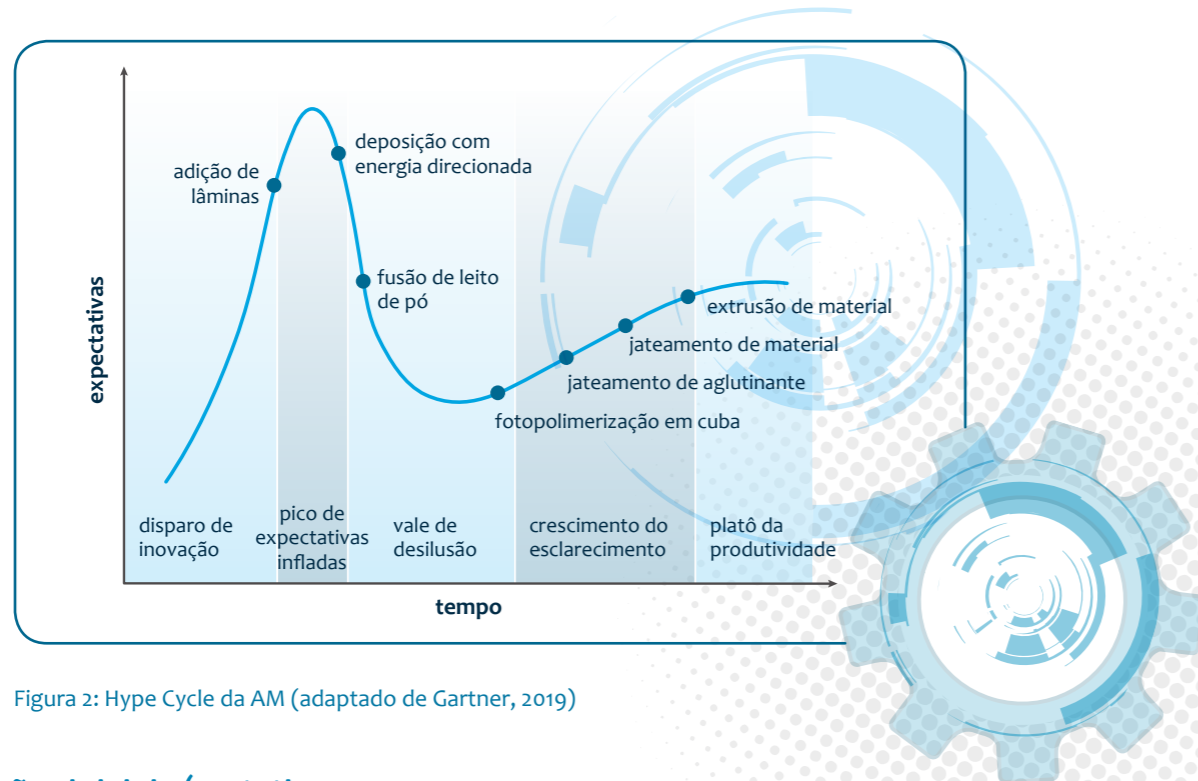 deposição com
energia direcionada
adição de
lâminas
fusão de leito
de pó
extrusão de material
jateamento de material
jateamento de aglutinante
fotopolimerização em cuba
expectativas
disparo de
inovação
pico de
expectativas
infladas
vale de
desilusão
crescimento do
esclarecimento
platô da
produtividade
tempo
Figura 2: Hype Cycle da AM (adaptado de Gartner, 2019)